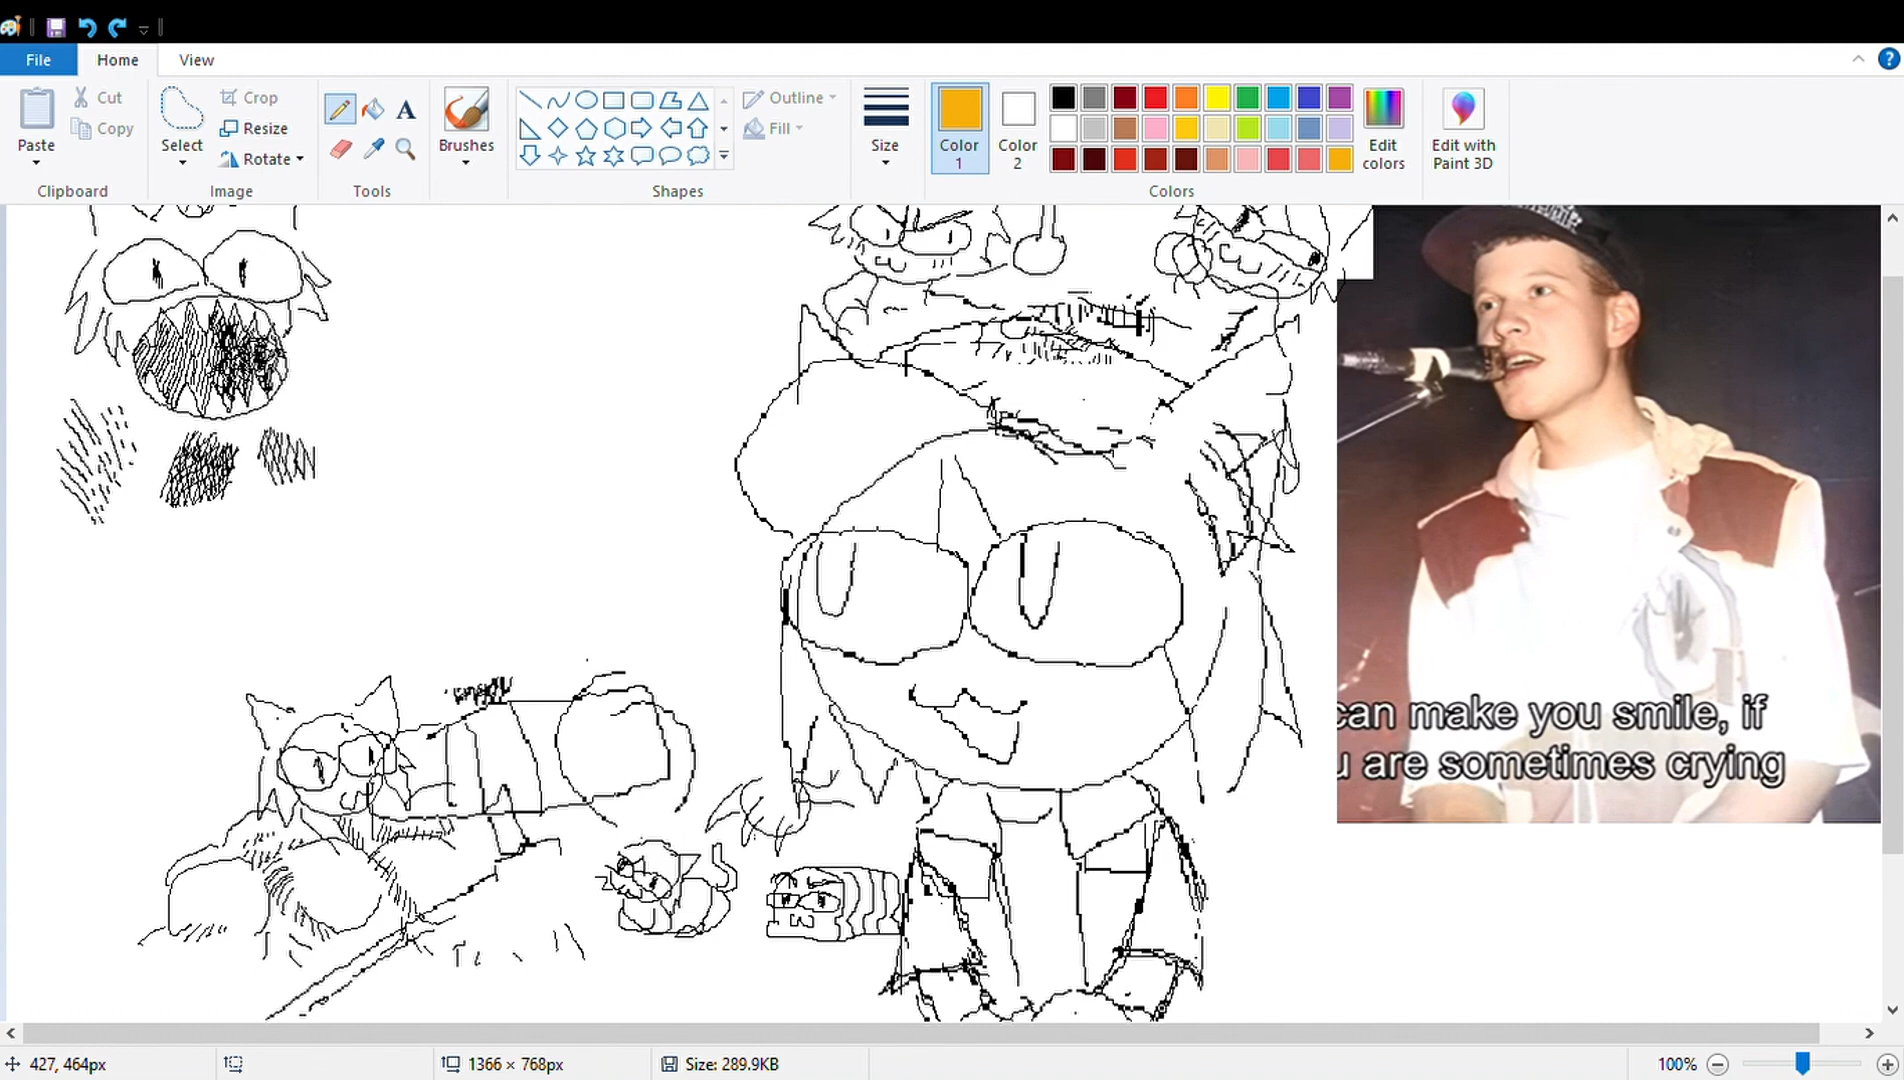 File
Home
View
Cut
Copy
Paste
Crop
Resize
Rotate
Select
A
Brushes
Outline
Fill
Size
Color
1
Color
2
Edit
colors
Edit with
Paint 3D
Clipboard
Image
Tools
Shapes
Colors
can make you smile, if
are sometimes crying
427, 464px
1366 × 768px
Size: 289.9KB
100%